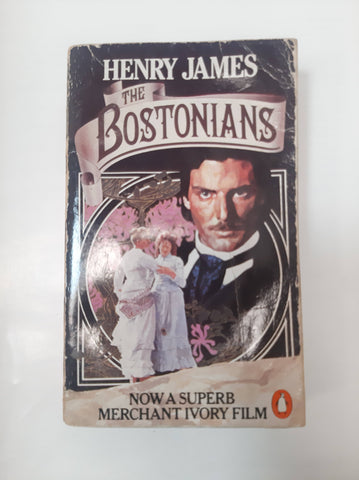 HENRY JAMES
THE
BOSTONIANS
NOW A SUPERB
MERCHANT IVORY FILM